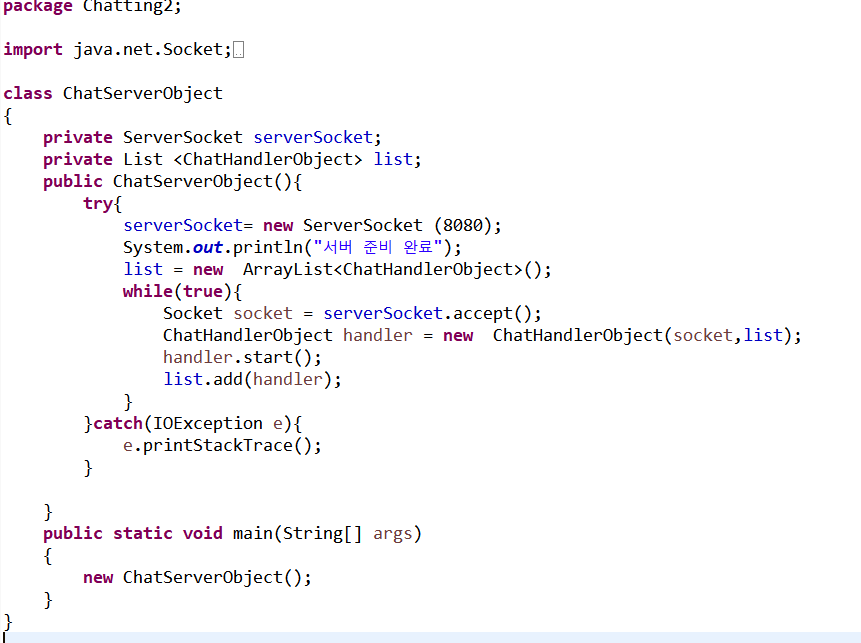 package Chatting2;
import java.net.Socket;
class ChatServerObject
{
private ServerSocket serverSocket;
private List <ChatHandlerObject> list;
public ChatServerObject(){
try{
serverSocket= new ServerSocket (8080);
System.out.println("서버 준비 완료");
list = new  ArrayList<ChatHandlerObject>();
while(true){
Socket socket = serverSocket.accept();
ChatHandlerObject handler = new  ChatHandlerObject(socket,list);
handler.start();
list.add(handler);
}
}catch(IOException e){
e.printStackTrace();
}
}
public static void main(String[] args)
{
new ChatServerObject();
}
}